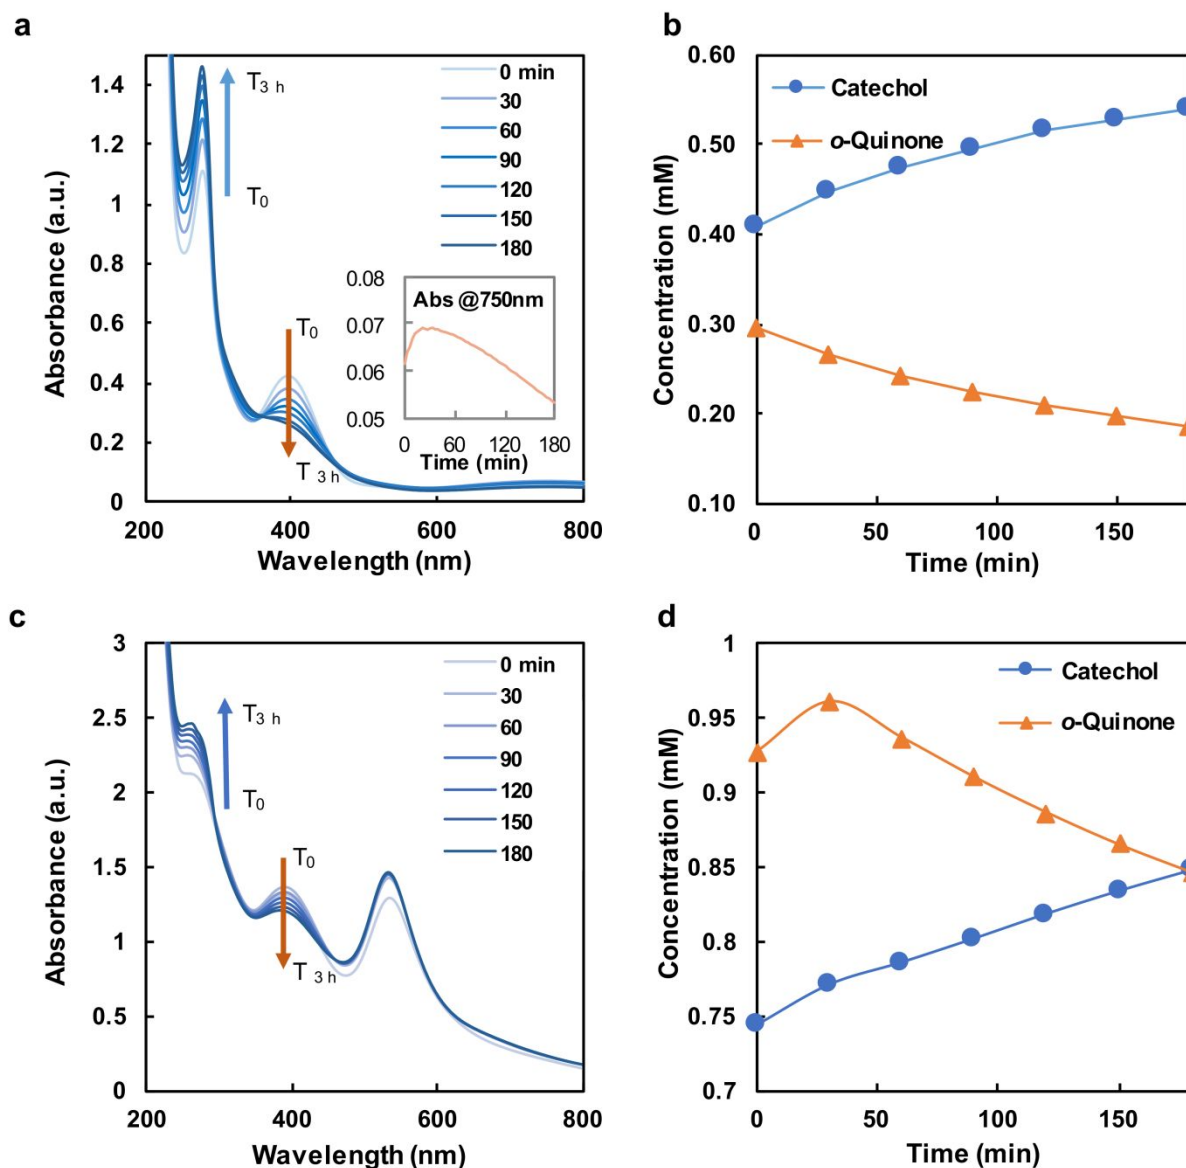 a
1.4
1.2
1
0.8
0.6
0.4
0.2
0
200
400
600
800
Absorbance (a.u.)
Wavelength (nm)
T3 h
T0
T0
T3 h
0 min
30
60
90
120
150
180
Abs @750nm
0.08
0.07
0.06
0.05
0
60
120
180
Time (min)
b
0.60
0.50
0.40
0.30
0.20
0.10
0
50
100
150
Concentration (mM)
Time (min)
Catechol
o-Quinone
c
3
2.5
2
1.5
1
0.5
0
200
400
600
800
Absorbance (a.u.)
Wavelength (nm)
T3 h
T0
T0
T3 h
0 min
30
60
90
120
150
180
d
1
0.95
0.9
0.85
0.8
0.75
0.7
0
50
100
150
Concentration (mM)
Time (min)
Catechol
o-Quinone